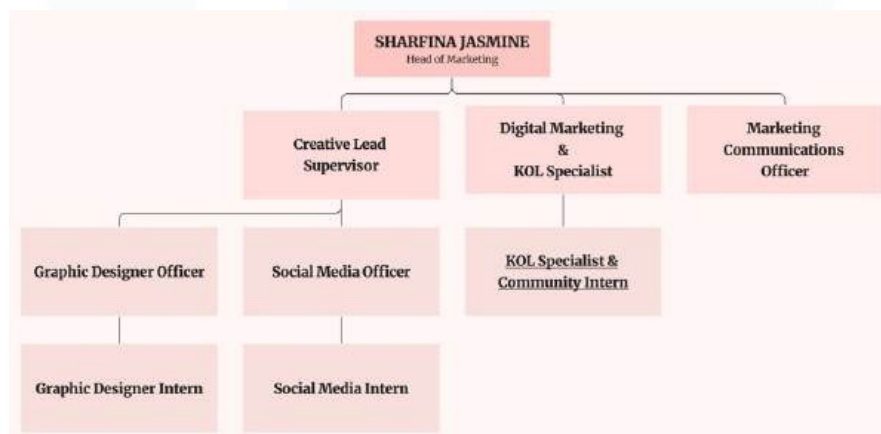 SHARFINA JASMINE
Head of Marketing
Creative Lead
Supervisor
Digital Marketing
&
KOL Specialist
Marketing
Communications
Officer
Graphic Designer Officer
Social Media Officer
KOL Specialist &
Community Intern
Graphic Designer Intern
Social Media Intern